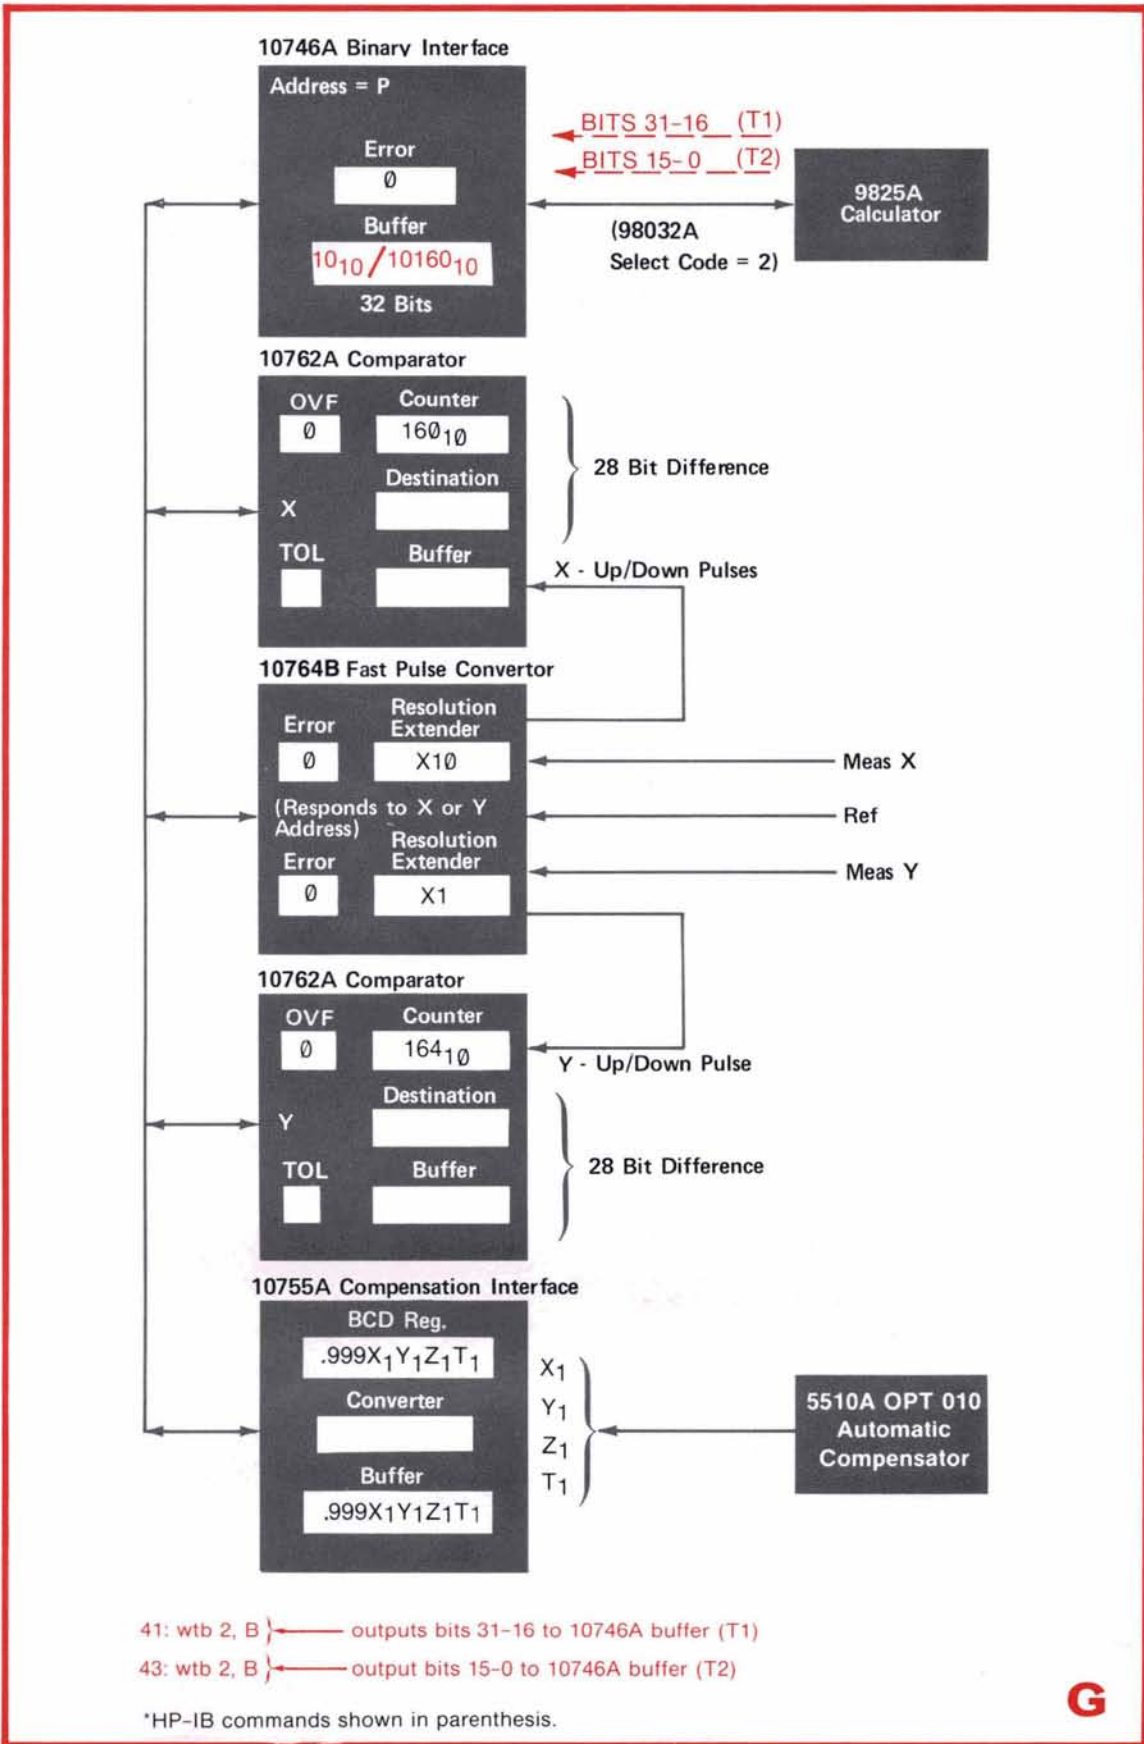 10746A Binary Interface
Address = P
BITS 31-16 (T1)
BITS 15-0 (T2)
Error
Ø
9825A
Calculator
Buffer
(98032A
Select Code = 2)
10₁₀/10160₁₀
32 Bits
10762A Comparator
OVF
Counter
Ø
16Ø₁Ø
28 Bit Difference
Destination
X
TOL
Buffer
X - Up/Down Pulses
10764B Fast Pulse Convertor
Resolution
Extender
Error
Ø
X1Ø
Meas X
(Responds to X or Y
Address)
Ref
Resolution
Extender
Error
Meas Y
Ø
X1
10762A Comparator
OVF
Counter
Ø
164₁Ø
Y - Up/Down Pulse
Destination
Y
28 Bit Difference
TOL
Buffer
10755A Compensation Interface
BCD Reg.
.999X₁Y₁Z₁T₁
X₁
Y₁
Z₁
T₁
Converter
5510A OPT 010
Automatic
Compensator
Buffer
.999X₁Y₁Z₁T₁
41: wtb 2, B } outputs bits 31-16 to 10746A buffer (T1)
43: wtb 2, B } output bits 15-0 to 10746A buffer (T2)
*HP-IB commands shown in parenthesis.
G